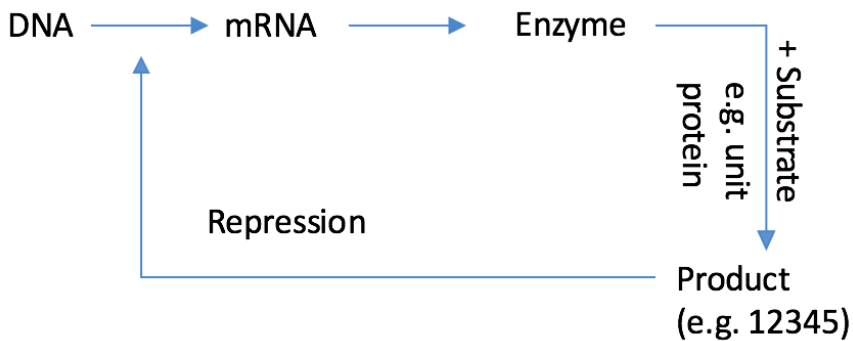 DNA
mRNA
Enzyme
+ Substrate
e.g. unit
protein
Repression
Product
(e.g. 12345)